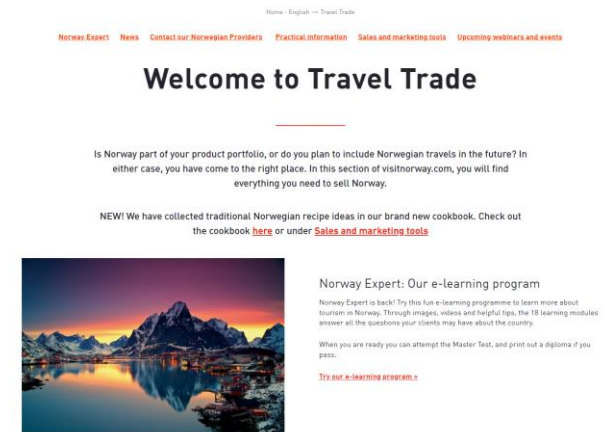 Home - English — Travel Trade
Norway Expert News Contact our Norwegian Providers Practical information Sales and marketing tools Upcoming webinars and events
Welcome to Travel Trade
Is Norway part of your product portfolio, or do you plan to include Norwegian travels in the future? In
either case, you have come to the right place. In this section of visitnorway.com, you will find
everything you need to sell Norway.
NEW! We have collected traditional Norwegian recipe ideas in our brand new cookbook. Check out
the cookbook here or under Sales and marketing tools
Norway Expert: Our e-learning program
Norway Expert is back! Try this fun e-learning programme to learn more about
tourism in Norway. Through images, videos and helpful tips, the 18 learning modules
answer all the questions your clients may have about the country.
When you are ready you can attempt the Master Test, and print out a diploma if you
pass.
Try our e-learning program »